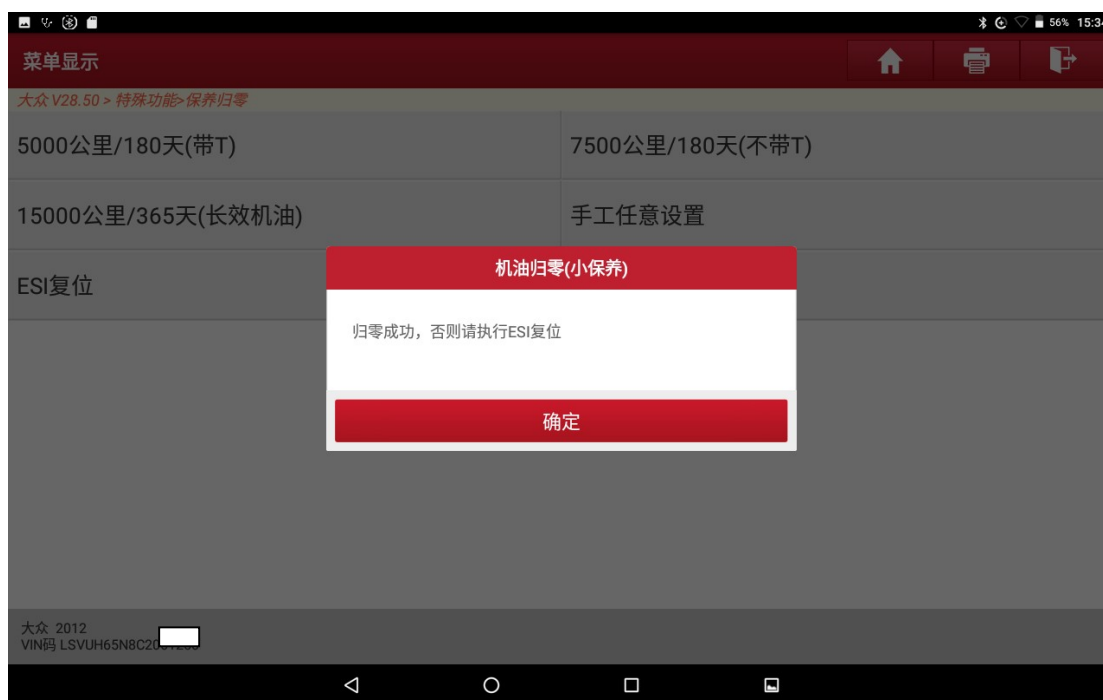 56% 15:34
菜单显示
大众 V28.50 > 特殊功能>保养归零
5000公里/180天(带T)
7500公里/180天(不带T)
15000公里/365天(长效机油)
手工任意设置
ESI复位
机油归零(小保养)
归零成功，否则请执行ESI复位
确定
大众 2012
VIN码 LSVUH65N8C2